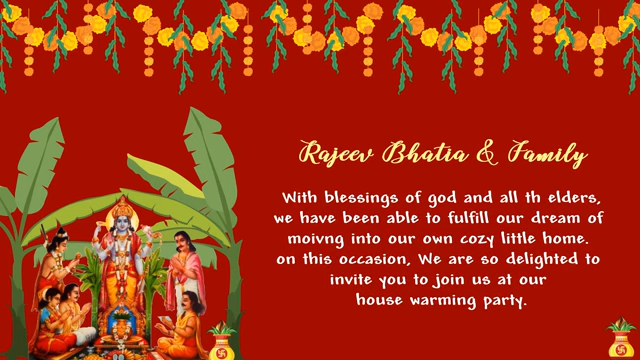 Rajeev Bhatia & Family
With blessings of god and all th elders,
we have been able to fulfill our dream of
moivng into our own cozy little home.
on this occasion, We are so delighted to
invite you to join us at our
house warming party.